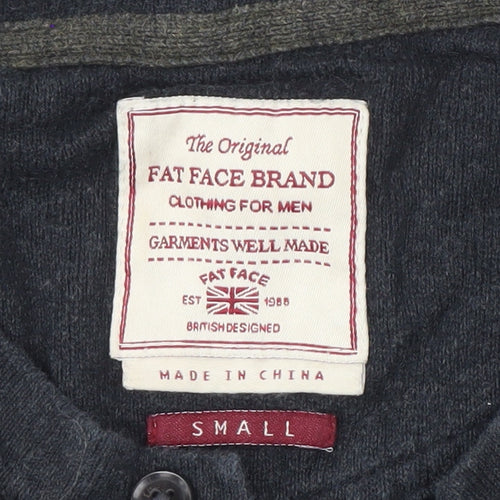 The Original
FAT FACE BRAND
CLOTHING FOR MEN
GARMENTS WELL MADE
FAT FACE
EST 1988
BRITISH DESIGNED
MADE IN CHINA
SMALL